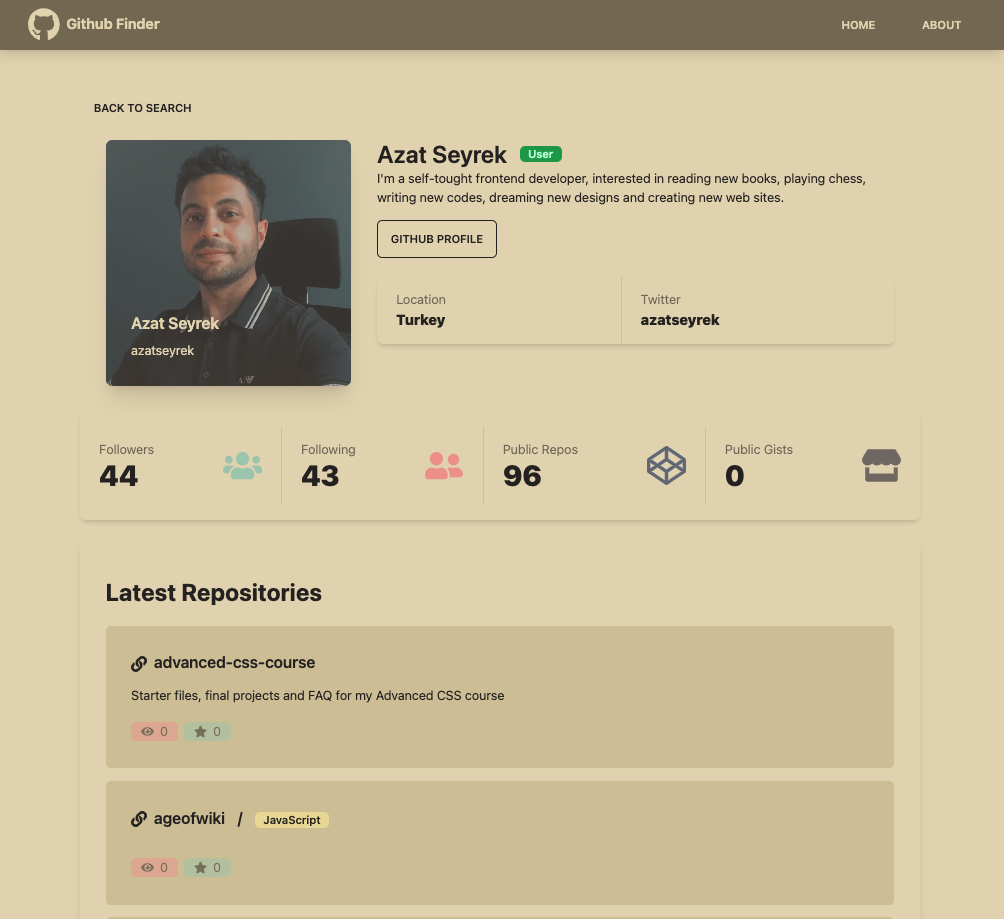 Github Finder
HOME
ABOUT
BACK TO SEARCH
Azat Seyrek
azatseyrek
Azat Seyrek
User
I'm a self-tought frontend developer, interested in reading new books, playing chess,
writing new codes, dreaming new designs and creating new web sites.
GITHUB PROFILE
Location
Turkey
Twitter
azatseyrek
Followers
44
Following
43
Public Repos
96
Public Gists
0
Latest Repositories
advanced-css-course
Starter files, final projects and FAQ for my Advanced CSS course
0
0
ageofwiki / JavaScript
0
0